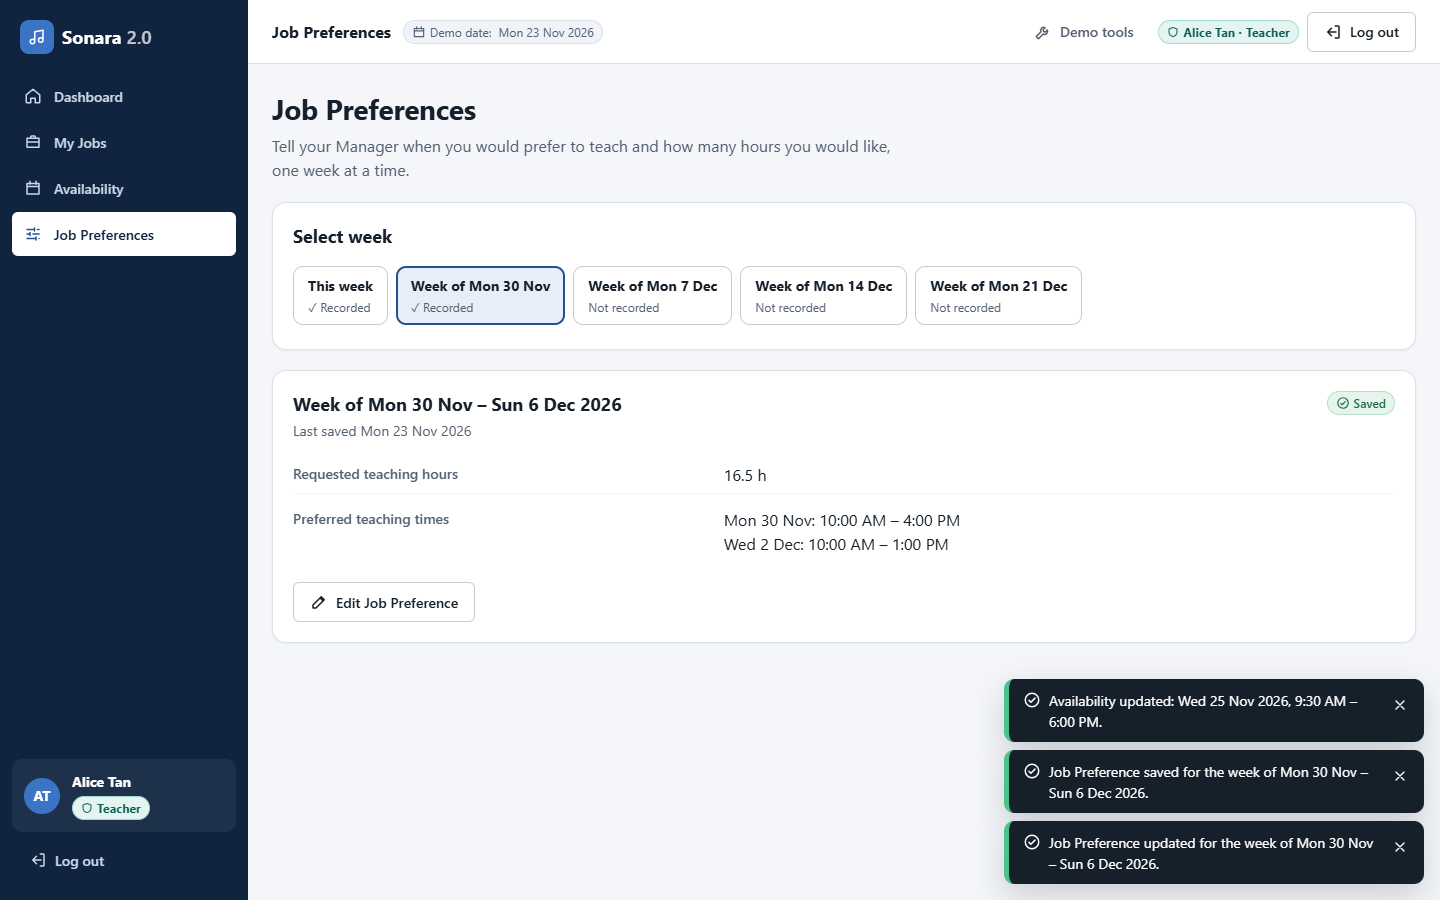 Sonara 2.0
Dashboard
My Jobs
Availability
Job Preferences
AT
Alice Tan
Teacher
Log out
Job Preferences
Demo date: Mon 23 Nov 2026
Demo tools
Alice Tan · Teacher
Log out
Job Preferences
Tell your Manager when you would prefer to teach and how many hours you would like,
one week at a time.
Select week
This week
✓ Recorded
Week of Mon 30 Nov
✓ Recorded
Week of Mon 7 Dec
Not recorded
Week of Mon 14 Dec
Not recorded
Week of Mon 21 Dec
Not recorded
Week of Mon 30 Nov – Sun 6 Dec 2026
Saved
Last saved Mon 23 Nov 2026
Requested teaching hours
16.5 h
Preferred teaching times
Mon 30 Nov: 10:00 AM – 4:00 PM
Wed 2 Dec: 10:00 AM – 1:00 PM
Edit Job Preference
Availability updated: Wed 25 Nov 2026, 9:30 AM –
6:00 PM.
Job Preference saved for the week of Mon 30 Nov –
Sun 6 Dec 2026.
Job Preference updated for the week of Mon 30 Nov
– Sun 6 Dec 2026.